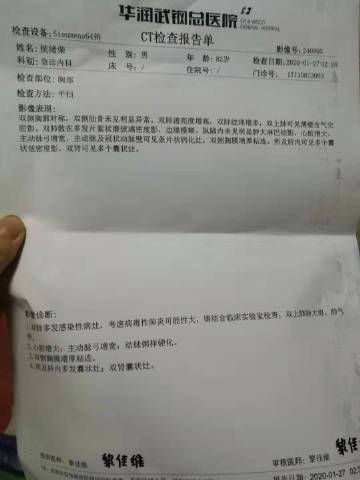 华润武钢总医院
CR & WISCO GENERAL HOSPITAL
CT检查报告单
检查设备:Siemens64排
影像号:240995
姓名:侯绪荣 性 别:男 年 龄:82岁 检查日期:2020-01-27 02:28
科别:急诊内科 床 号:/ 住院号:/ 门诊号:
检查部位:胸部
检查方法:平扫
影像表现:
双侧胸廓对称,双侧肋骨未见明显异常。双肺透亮度增高,双肺纹理增多,双上肺可见薄壁含气空
腔影,双肺散在多发片絮状磨玻璃密度影,边缘模糊。纵隔内未见明显肿大淋巴结影,心脏增大,
主动脉弓增宽,主动脉及冠状动脉壁可见条片状钙化灶,双侧胸膜增厚粘连。所及肝内可见多个囊
状低密度影,双肾可见多个囊状灶。
影像诊断:
1.双肺多发感染性病灶,考虑病毒性肺炎可能性大,请结合临床实验室检查,双上肺肺大泡、肺气
肿。
2.心脏增大;主动脉弓增宽;动脉粥样硬化。
3.双侧胸膜增厚粘连。
4.所及肝内多发囊状灶;双肾囊状灶。
报告医师:黎佳维
审核医师:黎佳维
报告日期:2020-01-27